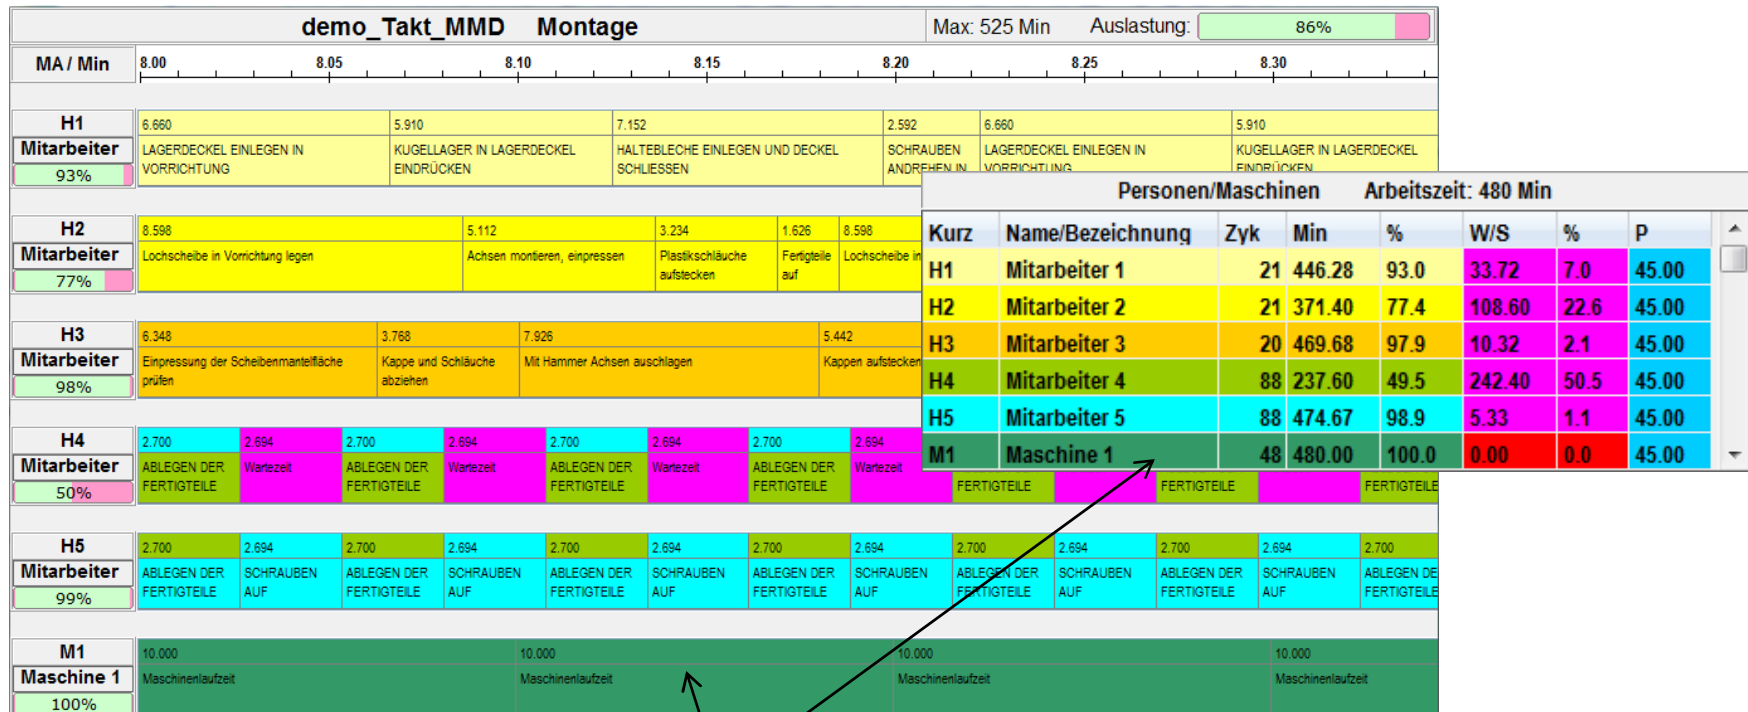 demo_Takt_MMD Montage Max: 525 Min Auslastung: 86%
MA / Min 8.00 8.05 8.10 8.15 8.20 8.25 8.30
H1 6.660 5.910 7.152 2.592 6.660 5.910
Mitarbeiter LAGERDECKEL EINLEGEN IN KUGELLAGER IN LAGERDECKEL HALTEBLECHE EINLEGEN UND DECKEL SCHRAUBEN LAGERDECKEL EINLEGEN IN KUGELLAGER IN LAGERDECKEL
93% VORRICHTUNG EINDRÜCKEN SCHLIESSEN ANDREHEN IN VORRICHTUNG EINDRÜCKEN
H2 8.598 5.112 3.234 1.626 8.598
Mitarbeiter Lochscheibe in Vorrichtung legen Achsen montieren, einpressen Plastikschläuche Fertigteile Lochscheibe in
77% aufstecken auf
H3 6.348 3.768 7.926 5.442
Mitarbeiter Einpressung der Scheibenmantelfläche Kappe und Schläuche Mit Hammer Achsen auschlagen Kappen aufstecken
98% prüfen abziehen
H4 2.700 2.694 2.700 2.694 2.700 2.694 2.700 2.694
Mitarbeiter ABLEGEN DER Wartezeit ABLEGEN DER Wartezeit ABLEGEN DER Wartezeit ABLEGEN DER Wartezeit
50% FERTIGTEILE FERTIGTEILE FERTIGTEILE FERTIGTEILE FERTIGTEILE FERTIGTEILE FERTIGTEILE
H5 2.700 2.694 2.700 2.694 2.700 2.694 2.700 2.694 2.700 2.694 2.700 2.694 2.700
Mitarbeiter ABLEGEN DER SCHRAUBEN ABLEGEN DER SCHRAUBEN ABLEGEN DER SCHRAUBEN ABLEGEN DER SCHRAUBEN ABLEGEN DER SCHRAUBEN ABLEGEN DER SCHRAUBEN ABLEGEN DE
99% FERTIGTEILE AUF FERTIGTEILE AUF FERTIGTEILE AUF FERTIGTEILE AUF FERTIGTEILE AUF FERTIGTEILE AUF FERTIGTEILE
M1 10.000 10.000 10.000 10.000
Maschine 1 Maschinenlaufzeit Maschinenlaufzeit Maschinenlaufzeit Maschinenlaufzeit
100%
Personen/Maschinen Arbeitszeit: 480 Min
Kurz Name/Bezeichnung Zyk Min % W/S % P
H1 Mitarbeiter 1 21 446.28 93.0 33.72 7.0 45.00
H2 Mitarbeiter 2 21 371.40 77.4 108.60 22.6 45.00
H3 Mitarbeiter 3 20 469.68 97.9 10.32 2.1 45.00
H4 Mitarbeiter 4 88 237.60 49.5 242.40 50.5 45.00
H5 Mitarbeiter 5 88 474.67 98.9 5.33 1.1 45.00
M1 Maschine 1 48 480.00 100.0 0.00 0.0 45.00